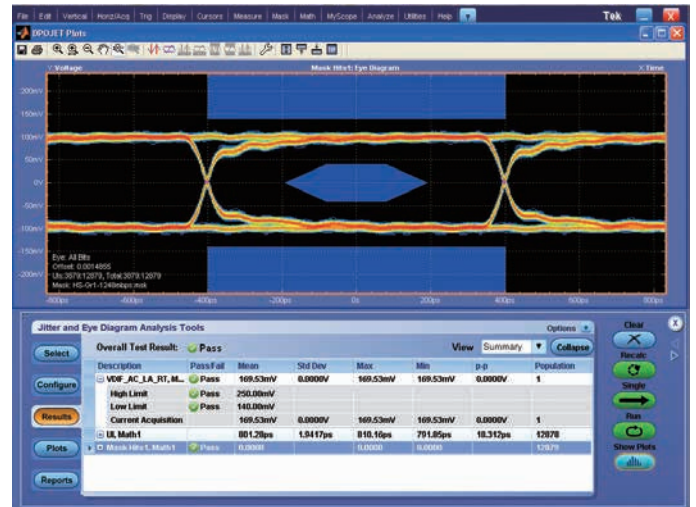 File Edit Vertical Horiz/Acq Trig Display Cursors Measure Mask Math MyScope Analyze Utilities Help Tek
DPOJET Plots
Y:Voltage Mask Hits1: Eye Diagram X:Time
200mV
150mV
100mV
50mV
0V
-50mV
-100mV
-150mV
-200mV
Eye: All Bits
Offset: 0.0014855
UIs:3879:12879, Total:3879:12879
Mask: HS-Gr1-1248mbps.msk
-800ps -600ps -400ps -200ps 0s 200ps 400ps 600ps 800ps
Jitter and Eye Diagram Analysis Tools Options Clear X
Select Overall Test Result: Pass View Summary Collapse
Recalc
Description Pass/Fail Mean Std Dev Max Min p-p Population
Configure VDIF_AC_LA_RT, M... Pass 169.53mV 0.0000V 169.53mV 169.53mV 0.0000V 1
Single
High Limit Pass 250.00mV
Low Limit Pass 140.00mV
Results Current Acquisition 169.53mV 0.0000V 169.53mV 169.53mV 0.0000V 1
Run
UI, Math1 801.28ps 1.9417ps 810.16ps 791.85ps 18.312ps 12878
Plots Mask Hits1, Math1 Pass 0.0000 0.0000 0.0000 12879
Show Plots
Reports